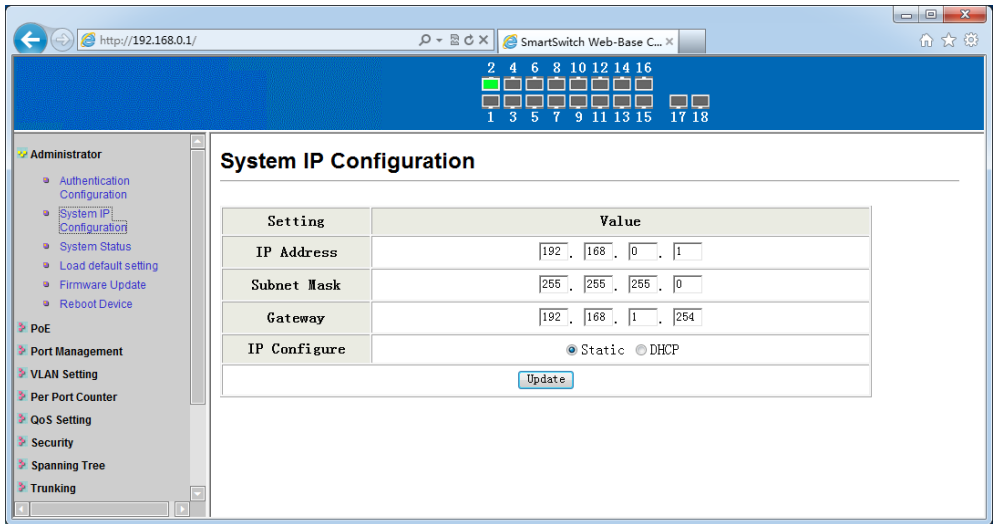 http://192.168.0.1/
SmartSwitch Web-Base C...
2 4 6 8 10 12 14 16
1 3 5 7 9 11 13 15 17 18
Administrator
Authentication
Configuration
System IP
Configuration
System Status
Load default setting
Firmware Update
Reboot Device
PoE
Port Management
VLAN Setting
Per Port Counter
QoS Setting
Security
Spanning Tree
Trunking
System IP Configuration
Setting Value
IP Address 192 . 168 . 0 . 1
Subnet Mask 255 . 255 . 255 . 0
Gateway 192 . 168 . 1 . 254
IP Configure Static DHCP
Update